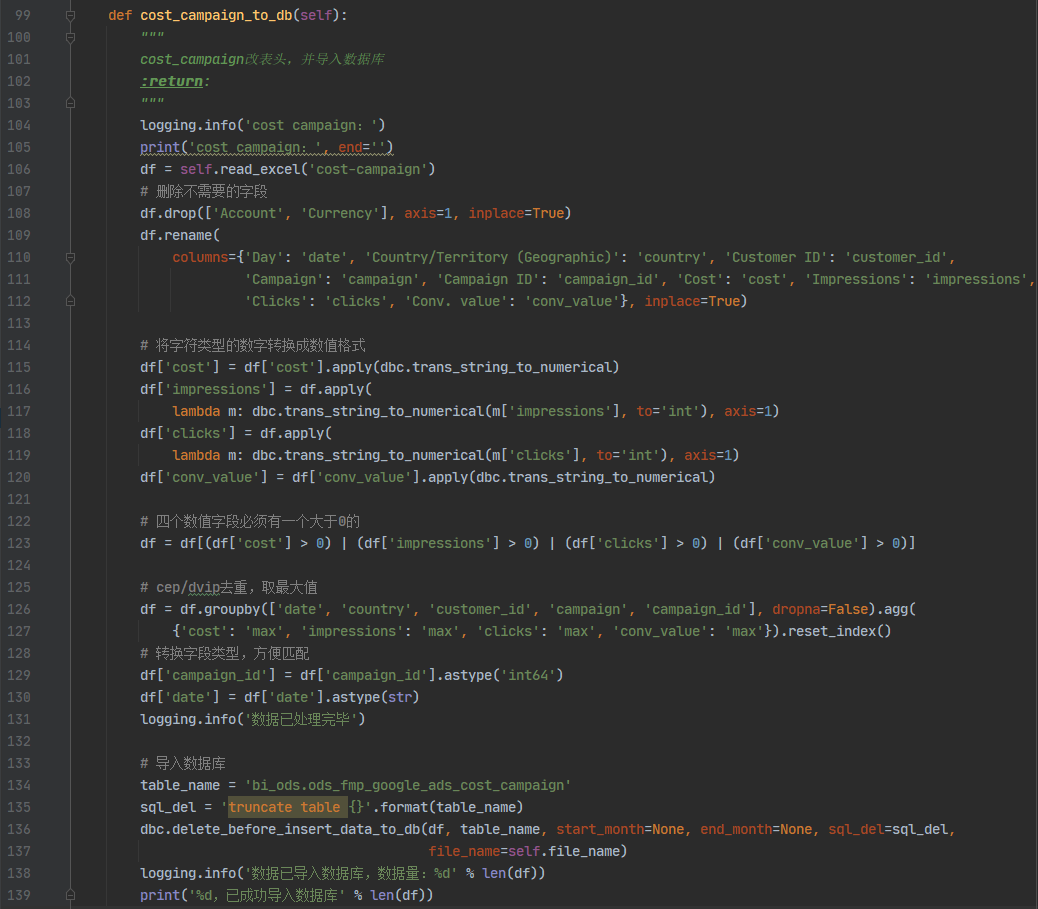 99 def cost_campaign_to_db(self):
100 """
101 cost_campaign改表头，并导入数据库
102 :return:
103 """
104 logging.info('cost campaign：')
105 print('cost campaign：', end='')
106 df = self.read_excel('cost-campaign')
107 # 删除不需要的字段
108 df.drop(['Account', 'Currency'], axis=1, inplace=True)
109 df.rename(
110 columns={'Day': 'date', 'Country/Territory (Geographic)': 'country', 'Customer ID': 'customer_id',
111 'Campaign': 'campaign', 'Campaign ID': 'campaign_id', 'Cost': 'cost', 'Impressions': 'impressions',
112 'Clicks': 'clicks', 'Conv. value': 'conv_value'}, inplace=True)
113
114 # 将字符类型的数字转换成数值格式
115 df['cost'] = df['cost'].apply(dbc.trans_string_to_numerical)
116 df['impressions'] = df.apply(
117 lambda m: dbc.trans_string_to_numerical(m['impressions'], to='int'), axis=1)
118 df['clicks'] = df.apply(
119 lambda m: dbc.trans_string_to_numerical(m['clicks'], to='int'), axis=1)
120 df['conv_value'] = df['conv_value'].apply(dbc.trans_string_to_numerical)
121
122 # 四个数值字段必须有一个大于0的
123 df = df[(df['cost'] > 0) | (df['impressions'] > 0) | (df['clicks'] > 0) | (df['conv_value'] > 0)]
124
125 # cep/dvip去重，取最大值
126 df = df.groupby(['date', 'country', 'customer_id', 'campaign', 'campaign_id'], dropna=False).agg(
127 {'cost': 'max', 'impressions': 'max', 'clicks': 'max', 'conv_value': 'max'}).reset_index()
128 # 转换字段类型，方便匹配
129 df['campaign_id'] = df['campaign_id'].astype('int64')
130 df['date'] = df['date'].astype(str)
131 logging.info('数据已处理完毕')
132
133 # 导入数据库
134 table_name = 'bi_ods.ods_fmp_google_ads_cost_campaign'
135 sql_del = 'truncate table {}'.format(table_name)
136 dbc.delete_before_insert_data_to_db(df, table_name, start_month=None, end_month=None, sql_del=sql_del,
137 file_name=self.file_name)
138 logging.info('数据已导入数据库，数据量：%d' % len(df))
139 print('%d，已成功导入数据库' % len(df))